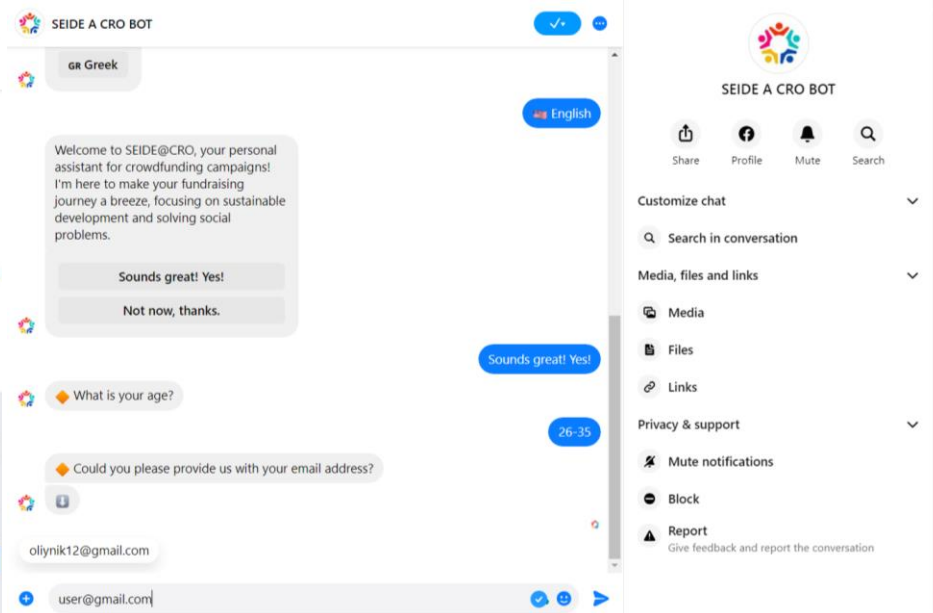 SEIDE A CRO BOT
GR Greek
English
Welcome to SEIDE@CRO, your personal
assistant for crowdfunding campaigns!
I'm here to make your fundraising
journey a breeze, focusing on sustainable
development and solving social
problems.
Sounds great! Yes!
Not now, thanks.
Sounds great! Yes!
What is your age?
26-35
Could you please provide us with your email address?
oliynik12@gmail.com
user@gmail.com
SEIDE A CRO BOT
Share Profile Mute Search
Customize chat
Search in conversation
Media, files and links
Media
Files
Links
Privacy & support
Mute notifications
Block
Report
Give feedback and report the conversation